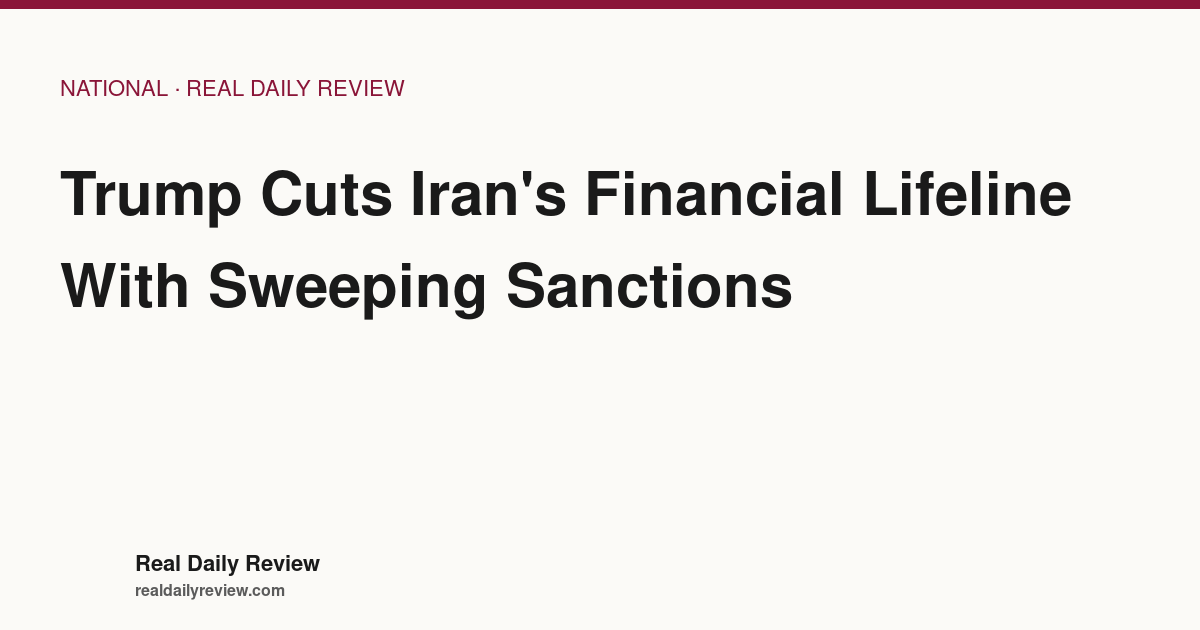 NATIONAL · REAL DAILY REVIEW
Trump Cuts Iran's Financial Lifeline
With Sweeping Sanctions
Real Daily Review
realdailyreview.com